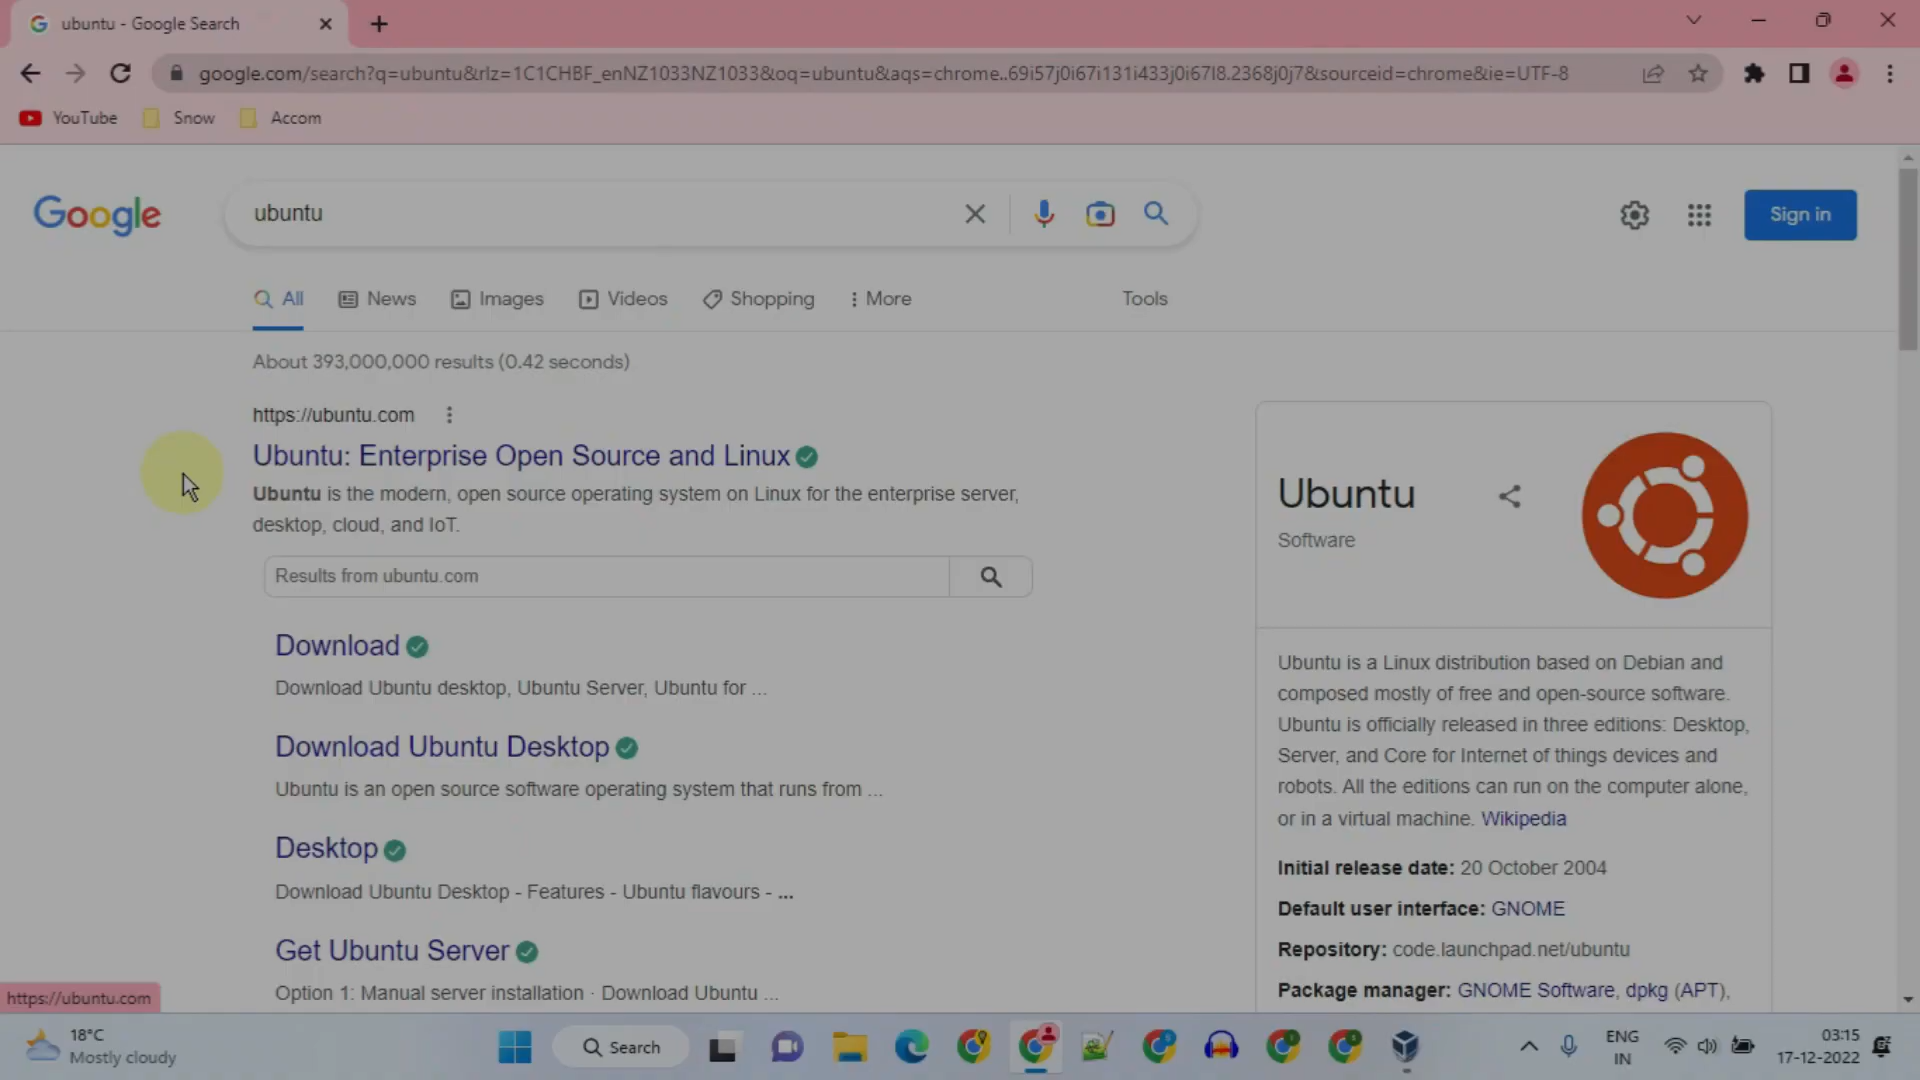 ubuntu - Google Search
google.com/search?q=ubuntu&rlz=1C1CHBF_enNZ1033NZ1033&oq=ubuntu&aqs=chrome..69i57j0i67i131i433j0i67l8.2368j0j7&sourceid=chrome&ie=UTF-8
YouTube
Snow
Accom
Google
ubuntu
Sign in
All
News
Images
Videos
Shopping
More
Tools
About 393,000,000 results (0.42 seconds)
https://ubuntu.com
Ubuntu: Enterprise Open Source and Linux
Ubuntu is the modern, open source operating system on Linux for the enterprise server,
desktop, cloud, and IoT.
Results from ubuntu.com
Download
Download Ubuntu desktop, Ubuntu Server, Ubuntu for ...
Download Ubuntu Desktop
Ubuntu is an open source software operating system that runs from ...
Desktop
Download Ubuntu Desktop - Features - Ubuntu flavours - ...
Get Ubuntu Server
Option 1: Manual server installation · Download Ubuntu ...
Ubuntu
Software
Ubuntu is a Linux distribution based on Debian and
composed mostly of free and open-source software.
Ubuntu is officially released in three editions: Desktop,
Server, and Core for Internet of things devices and
robots. All the editions can run on the computer alone,
or in a virtual machine. Wikipedia
Initial release date: 20 October 2004
Default user interface: GNOME
Repository: code.launchpad.net/ubuntu
Package manager: GNOME Software, dpkg (APT),
https://ubuntu.com
18°C
Mostly cloudy
Search
ENG
IN
03:15
17-12-2022